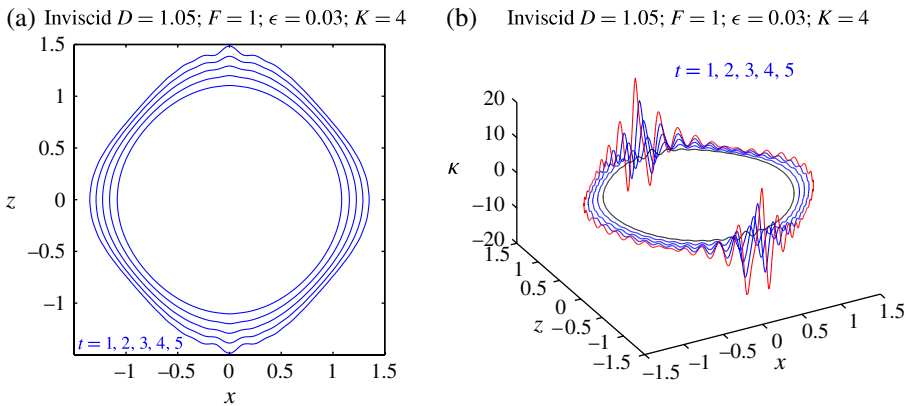 (a) Inviscid D = 1.05; F = 1; ϵ = 0.03; K = 4
1.5
1
0.5
z 0
−0.5
−1
t = 1, 2, 3, 4, 5
−1 −0.5 0 0.5 1 1.5
x
(b) Inviscid D = 1.05; F = 1; ϵ = 0.03; K = 4
t = 1, 2, 3, 4, 5
20
10
κ 0
−10
−20
1.5
1
0.5
0
z −0.5
−1
−1.5
−1.5
−1
−0.5
0
x
0.5
1
1.5